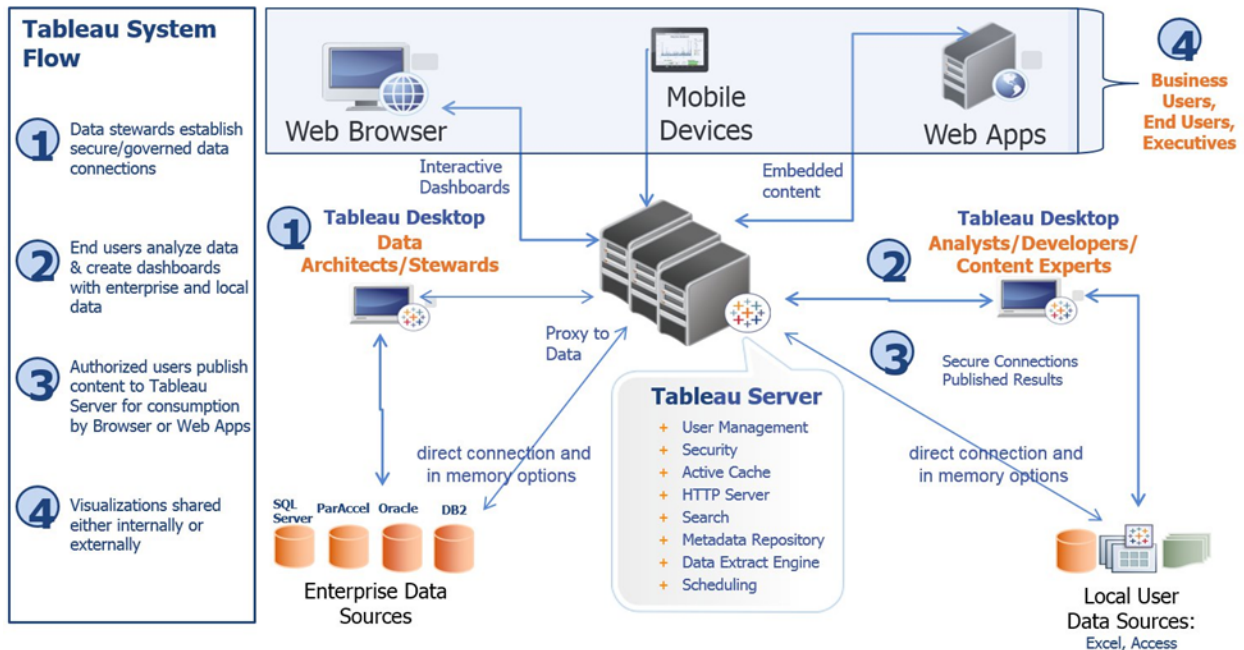 Tableau System
Flow
1
Data stewards establish
secure/governed data
connections
2
End users analyze data
& create dashboards
with enterprise and local
data
3
Authorized users publish
content to Tableau
Server for consumption
by Browser or Web Apps
4
Visualizations shared
either internally or
externally
Web Browser
Mobile
Devices
Web Apps
4
Business
Users,
End Users,
Executives
Interactive
Dashboards
Embedded
content
1
Tableau Desktop
Data
Architects/Stewards
2
Tableau Desktop
Analysts/Developers/
Content Experts
Proxy to
Data
3
Secure Connections
Published Results
Tableau Server
+ User Management
+ Security
+ Active Cache
+ HTTP Server
+ Search
+ Metadata Repository
+ Data Extract Engine
+ Scheduling
direct connection and
in memory options
direct connection and
in memory options
SQL
Server
ParAccel
Oracle
DB2
Enterprise Data
Sources
Local User
Data Sources:
Excel, Access